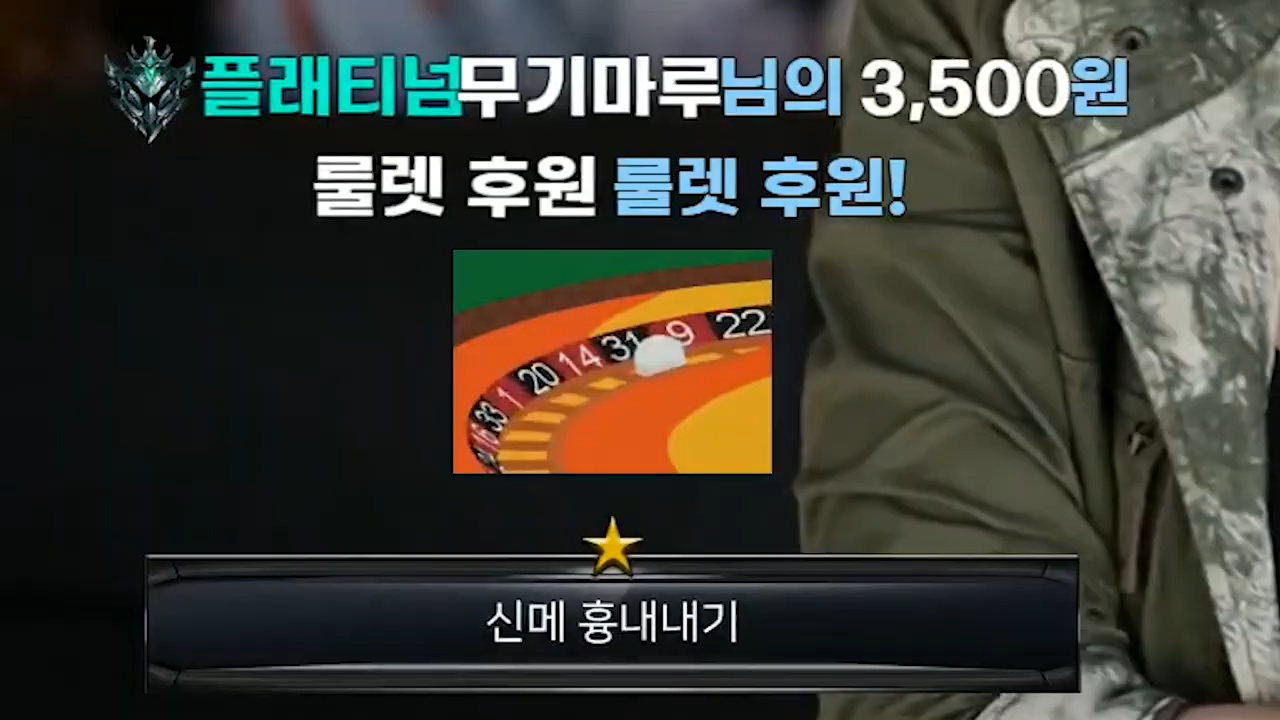 플래티넘무기마루님의 3,500원
룰렛 후원 룰렛 후원!
33 1 20 14 31 9 22
신메 흉내내기